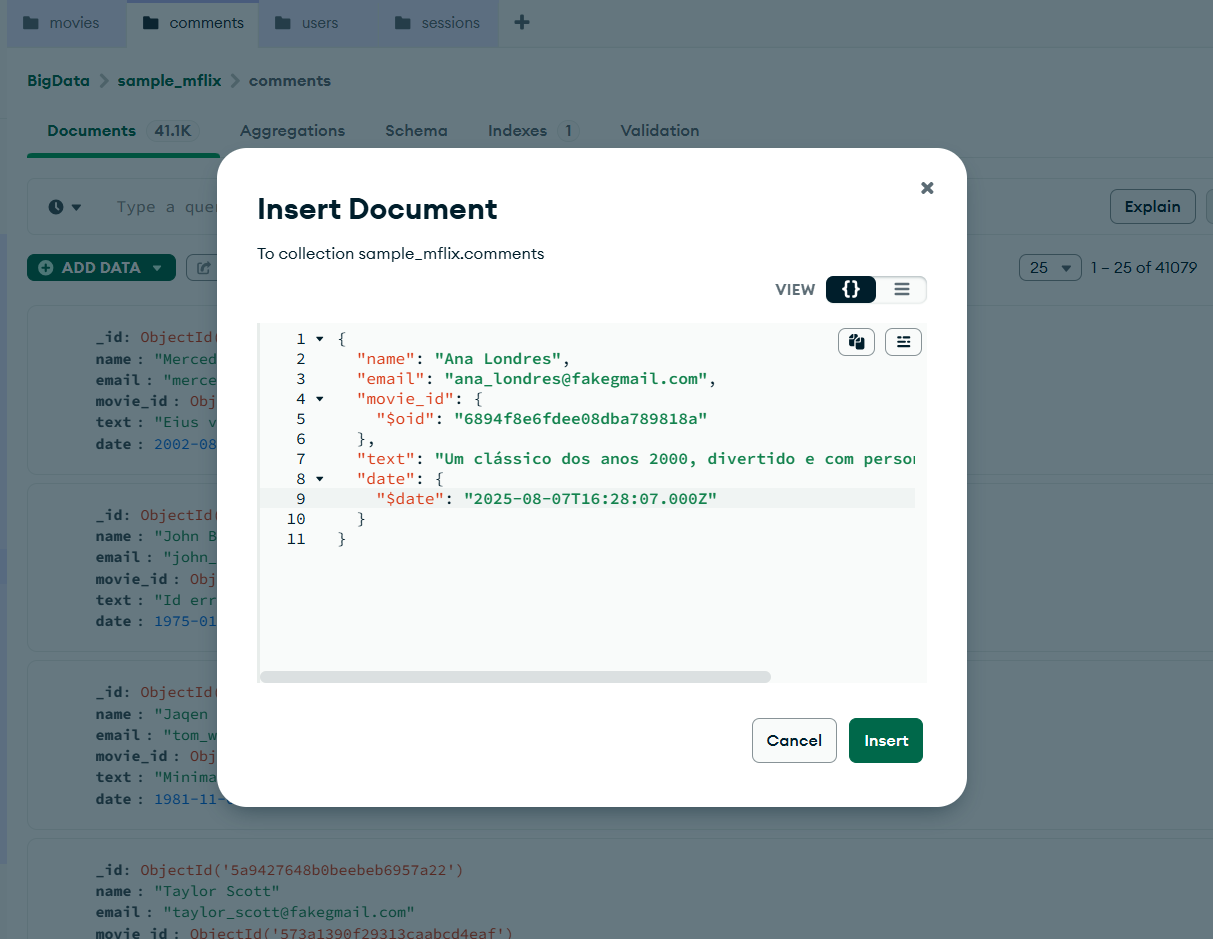 movies comments users sessions
BigData > sample_mflix > comments
Documents 41.1K Aggregations Schema Indexes 1 Validation
Type a Explain
ADD DATA 25 1 – 25 of 41079
Insert Document
To collection sample_mflix.comments
VIEW {}
1 {
2 "name": "Ana Londres",
3 "email": "ana_londres@fakegmail.com",
4 "movie_id": {
5 "$oid": "6894f8e6fdee08dba789818a"
6 },
7 "text": "Um clássico dos anos 2000, divertido e com
8 "date": {
9 "$date": "2025-08-07T16:28:07.000Z"
10 }
11 }
Cancel Insert
_id: ObjectId(
name : "Merced
email : "merce
movie_id : Obj
text : "Eius v
date : 2002-08
_id: ObjectId(
name : "John B
email : "john_
movie_id : Obj
text : "Id err
date : 1975-01
_id: ObjectId(
name : "Jaqen
email : "tom_w
movie_id : Obj
text : "Minima
date : 1981-11-
_id: ObjectId('5a9427648b0beebeb6957a22')
name : "Taylor Scott"
email : "taylor_scott@fakegmail.com"
movie_id : ObjectId('573a1390f29313caabcd4eaf')